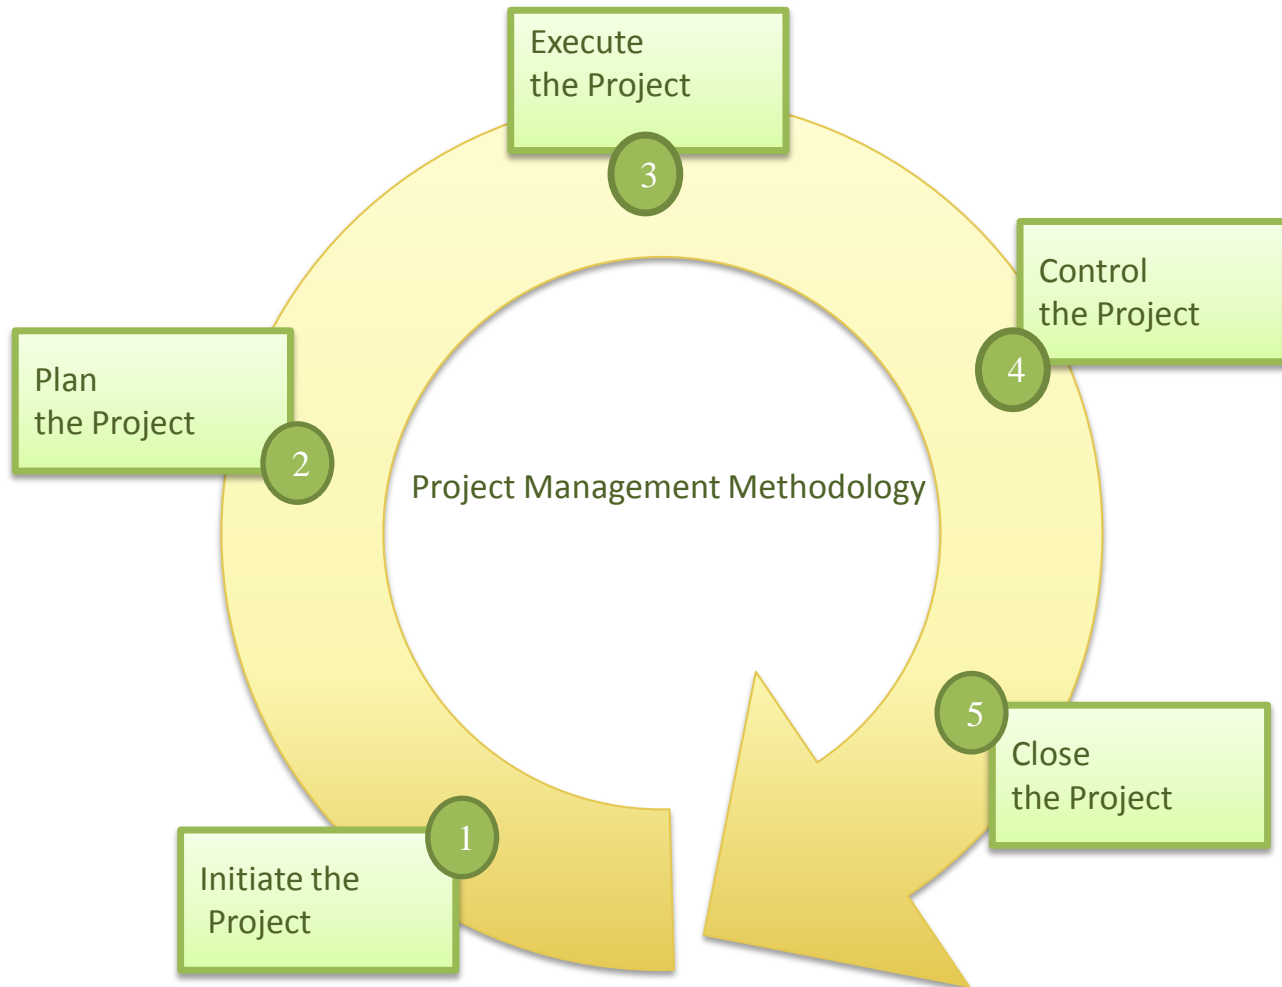 Execute
the Project
3
Control
the Project
4
Plan
the Project
2
Project Management Methodology
5
Close
the Project
1
Initiate the
Project